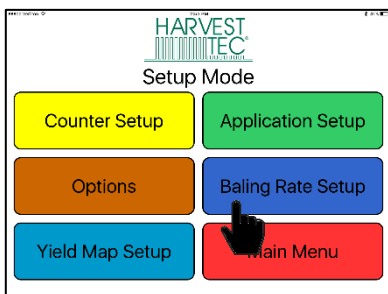 HARVEST
TEC
Setup Mode
Counter Setup
Application Setup
Options
Baling Rate Setup
Yield Map Setup
Main Menu